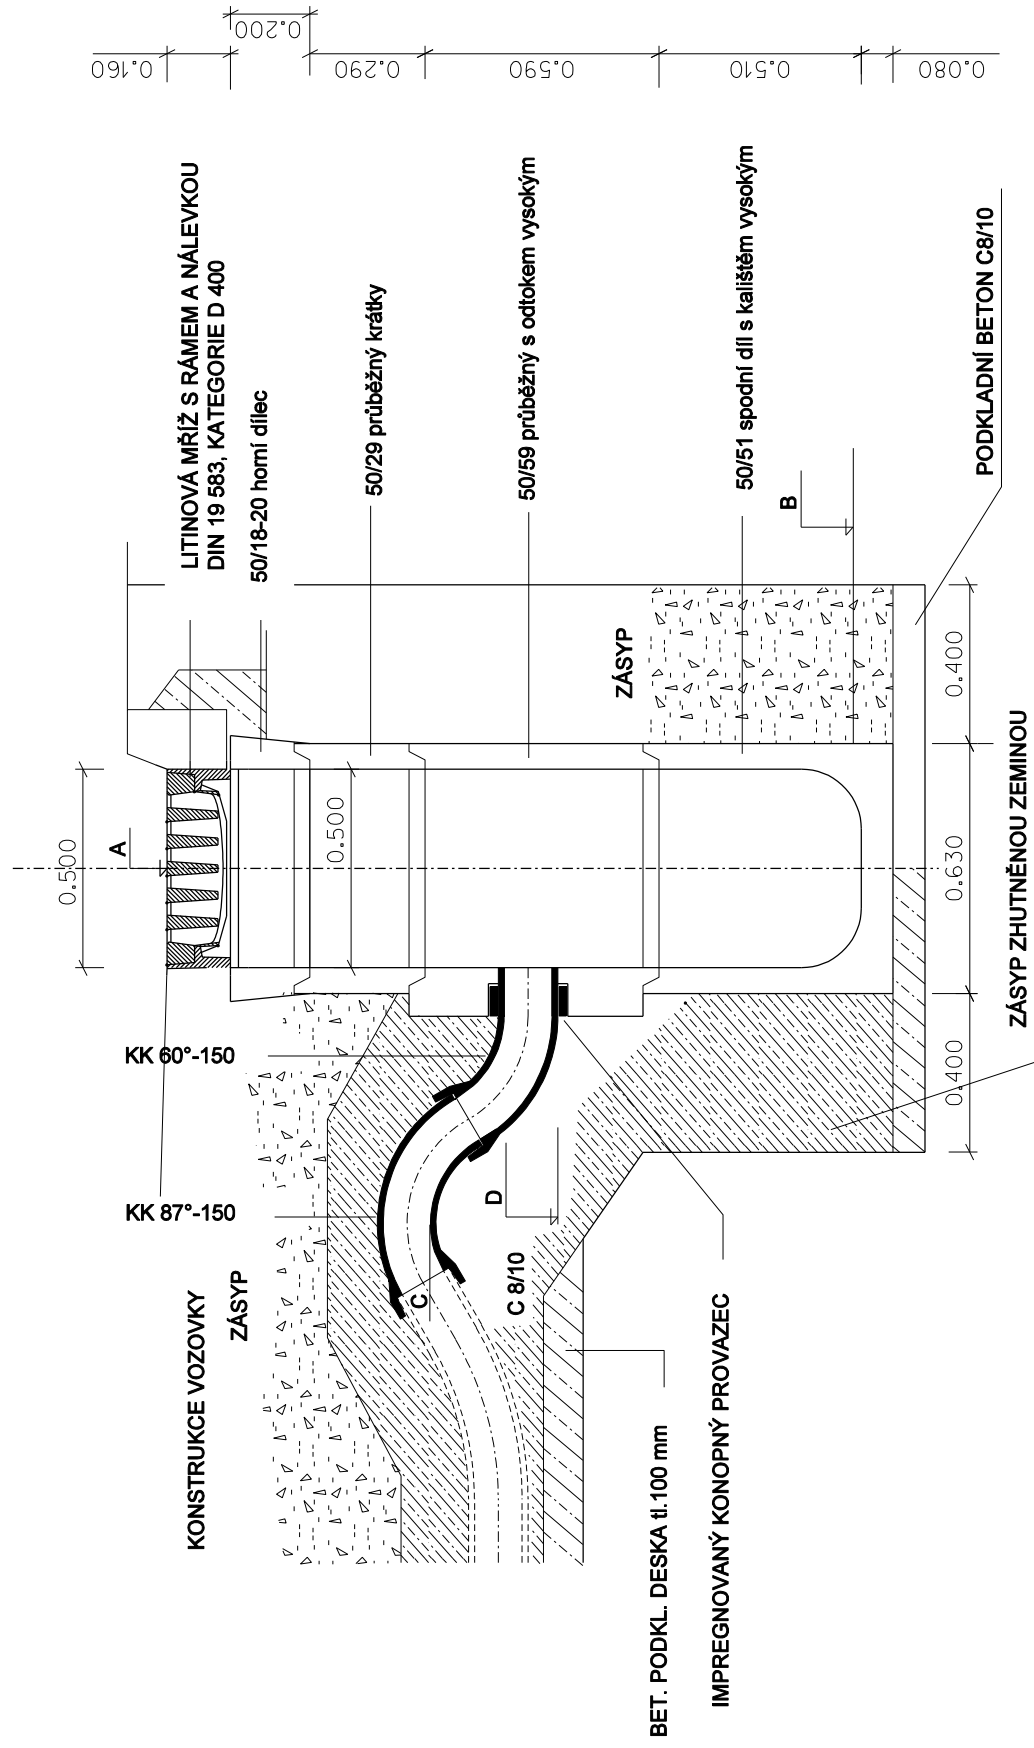 0.160
0.200
0.290
0.590
0.510
0.080
LITINOVÁ MŘÍŽ S RÁMEM A NÁLEVKOU
DIN 19 583, KATEGORIE D 400
50/18-20 horní dílec
50/29 průběžný krátky
50/59 průběžný s odtokem vysokým
50/51 spodní díl s kalištěm vysokým
PODKLADNÍ BETON C8/10
B
ZÁSYP
0.400
0.500
A
0.500
0.630
ZÁSYP ZHUTNĚNOU ZEMINOU
0.400
KK 60°-150
KK 87°-150
D
C
C 8/10
KONSTRUKCE VOZOVKY
ZÁSYP
BET. PODKL. DESKA tl.100 mm
IMPREGNOVANÝ KONOPNÝ PROVAZEC